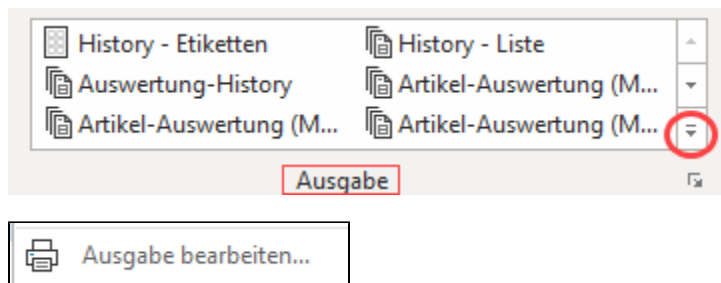 History - Etiketten History - Liste
Auswertung-History Artikel-Auswertung (M...
Artikel-Auswertung (M... Artikel-Auswertung (M...
Ausgabe
Ausgabe bearbeiten...